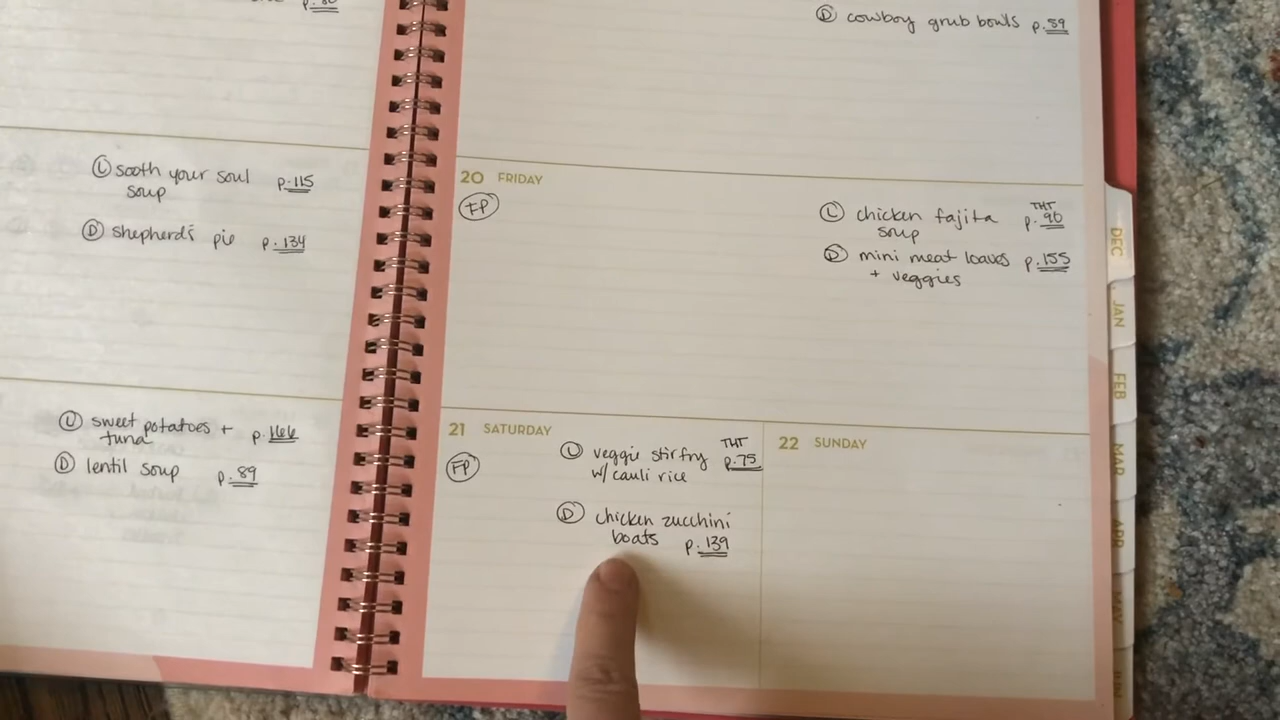 p.80
Ⓛ sooth your soul p.115
soup
Ⓓ shepherd's pie p.134
Ⓛ sweet potatoes + p.166
tuna
Ⓓ lentil soup p.89
Ⓓ cowboy grub bowls p.59
20 FRIDAY
FP
Ⓛ chicken fajita THT p.90
soup
Ⓓ mini meat loaves p.155
+ veggies
21 SATURDAY
FP
Ⓛ veggie stirfry THT p.75
w/ cauli rice
Ⓓ chicken zucchini
boats p.139
22 SUNDAY
DEC
JAN
FEB
MAR
APR
MAY